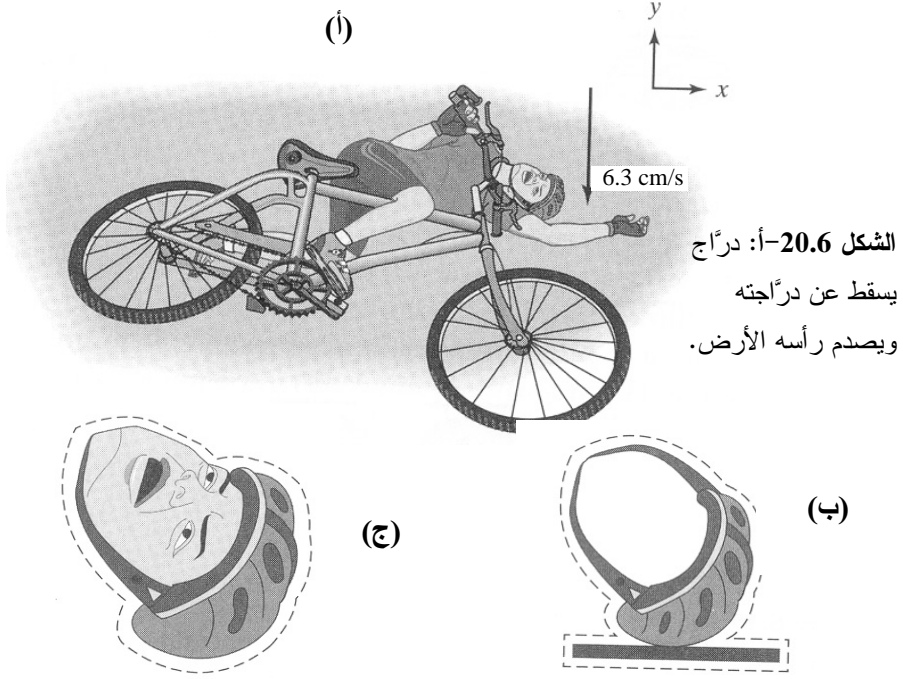 (أ)
y
x
6.3 cm/s
الشكل 20.6-أ: درَّاج
يسقط عن درَّاجته
ويصدم رأسه الأرض.
(ب)
(ج)